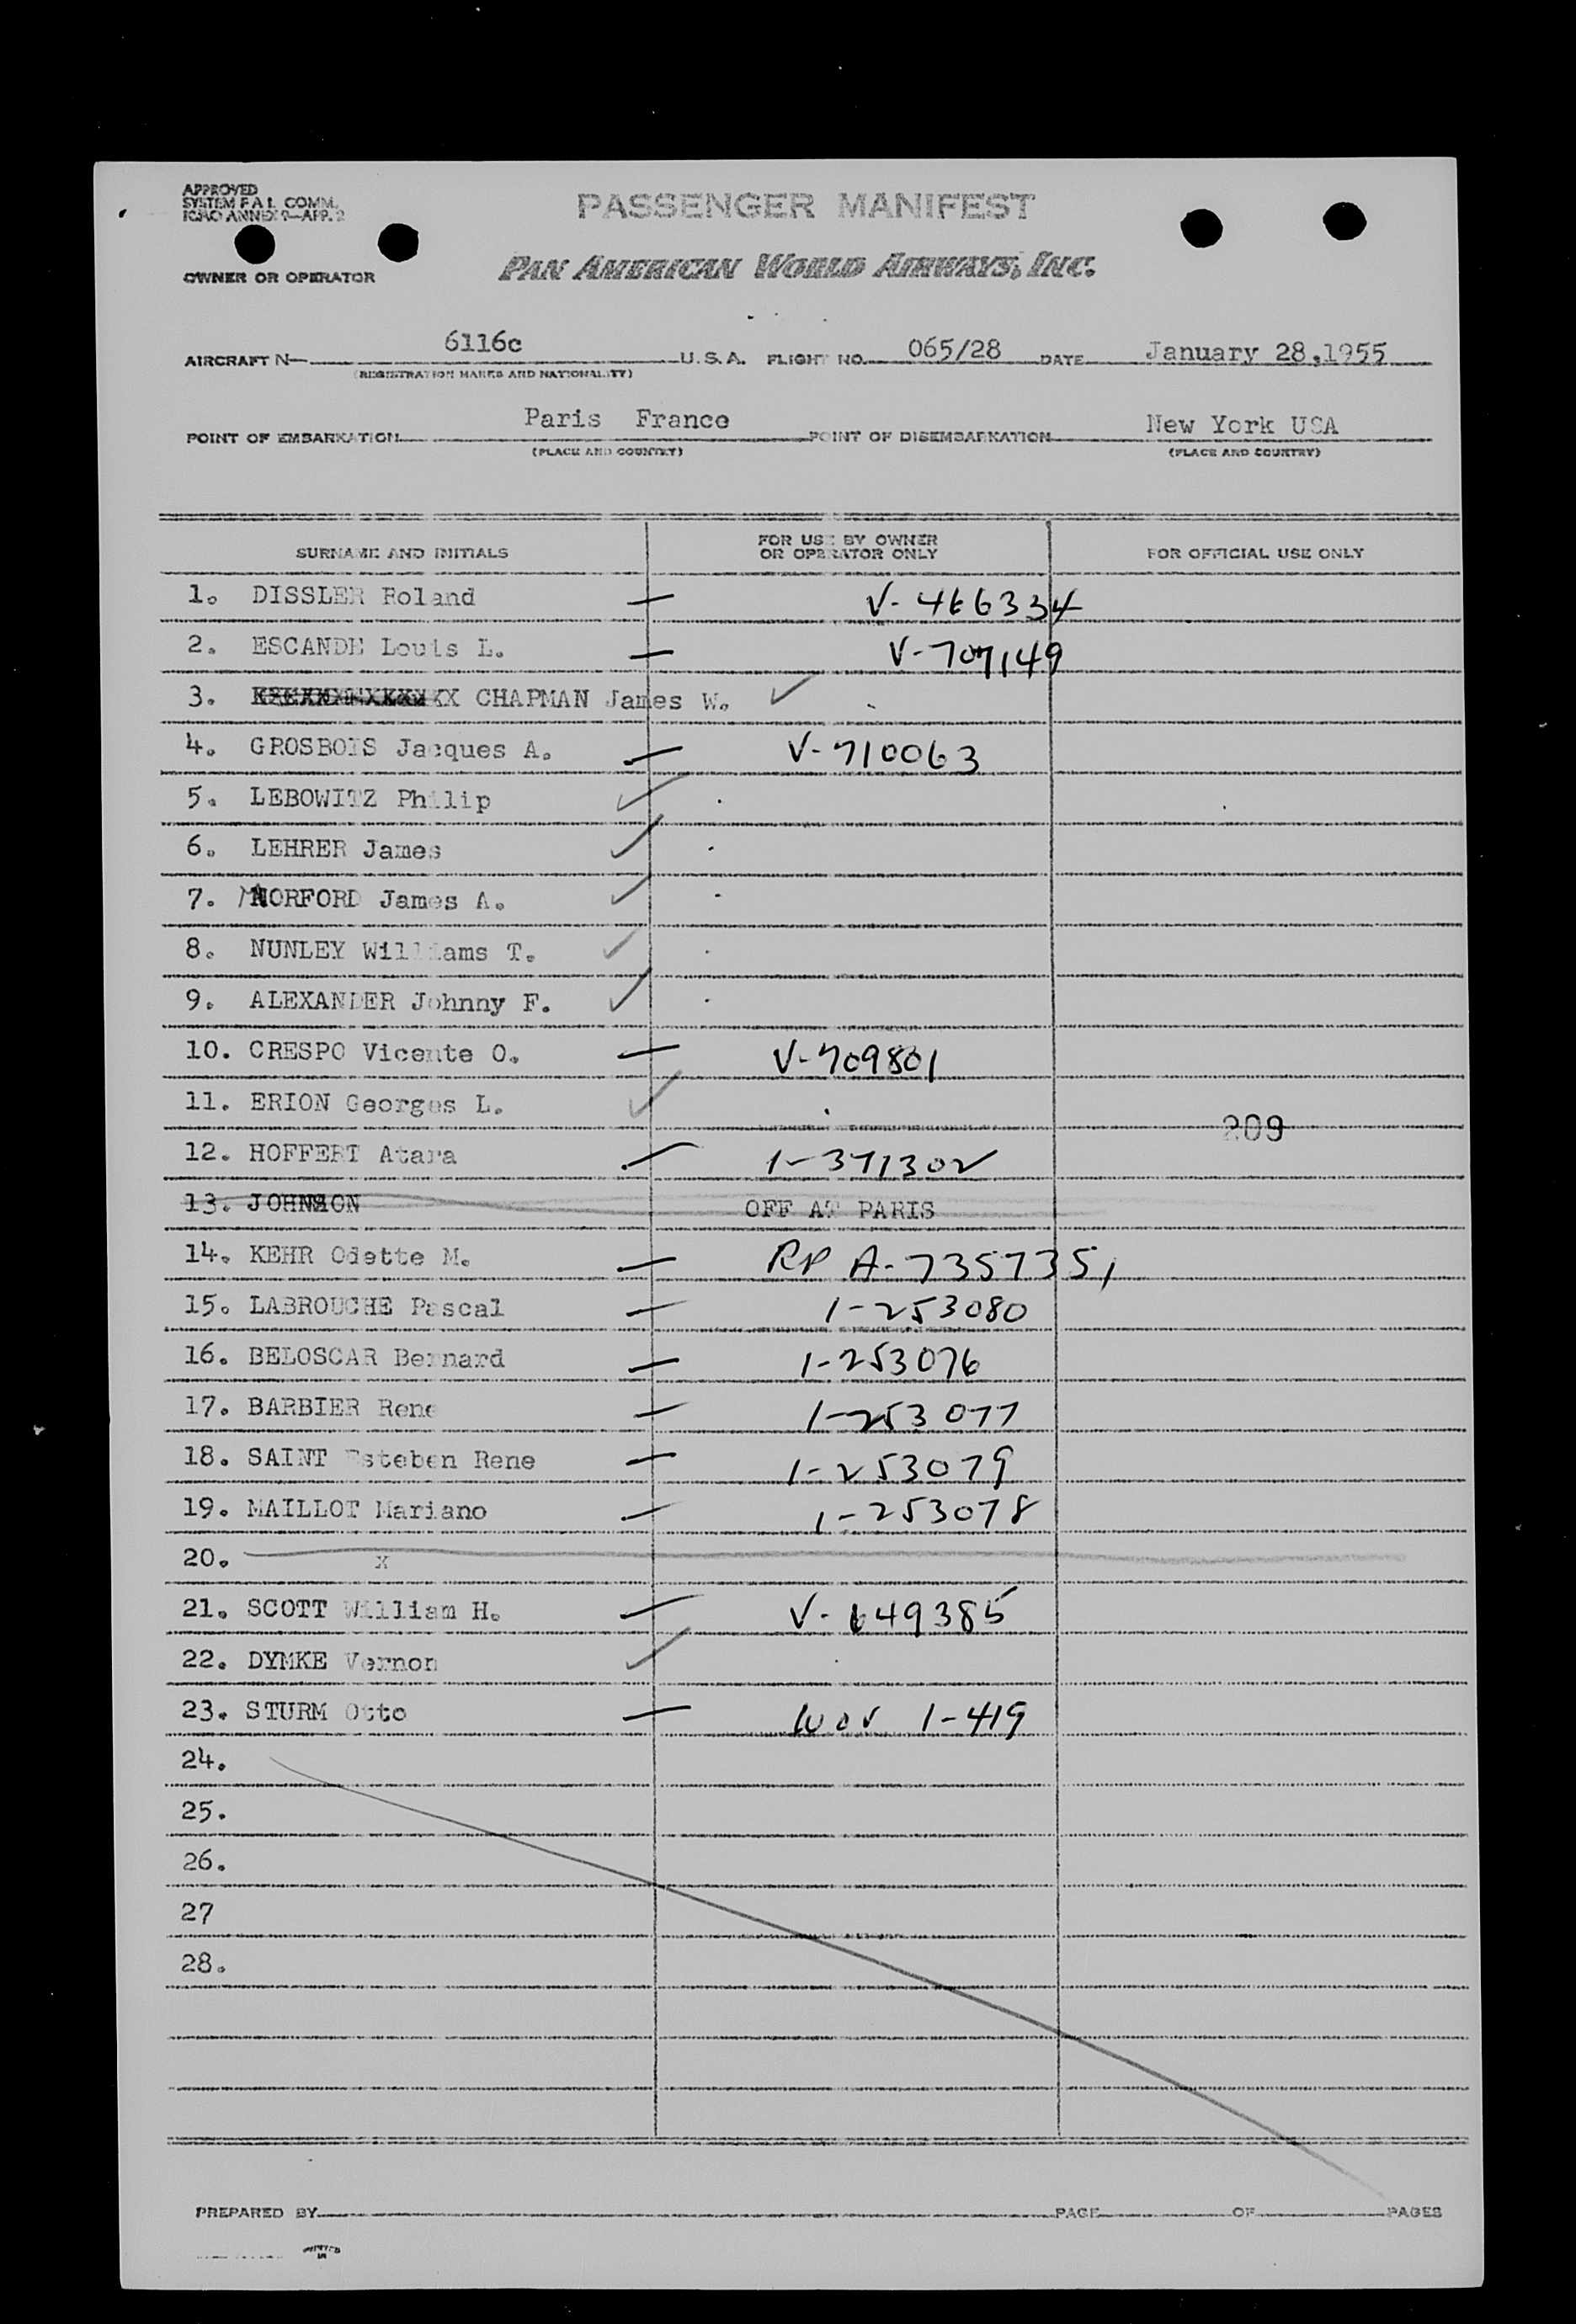 APPROVED
SYSTEM F A L COMM.
ICAO ANNEX 9—APP. 2
PASSENGER MANIFEST
OWNER OR OPERATOR PAN AMERICAN WORLD AIRWAYS, INC.
AIRCRAFT N— 6116c U.S.A. FLIGHT NO. 065/28 DATE January 28,1955
(REGISTRATION MARKS AND NATIONALITY)
POINT OF EMBARKATION Paris France POINT OF DISEMBARKATION New York USA
(PLACE AND COUNTRY) (PLACE AND COUNTRY)
SURNAME AND INITIALS FOR USE BY OWNER OR OPERATOR ONLY FOR OFFICIAL USE ONLY
1. DISSLER Roland — V-466334
2. ESCANDE Louis L. — V-707149
3. CHAPMAN James W. ✓
4. GROSBOIS Jacques A. — V-710063
5. LEBOWITZ Philip ✓
6. LEHRER James ✓
7. MORFORD James A. ✓
8. NUNLEY Williams T. ✓
9. ALEXANDER Johnny F. ✓
10. CRESPO Vicente O. — V-709801
11. ERION Georges L. ✓
209
12. HOFFERT Atara — 1-371302
13. JOHNSON OFF AT PARIS
14. KEHR Odette M. — RP A-7357351
15. LABROUCHE Pascal — 1-253080
16. BELOSCAR Bernard — 1-253076
17. BARBIER Rene — 1-253077
18. SAINT Esteben Rene — 1-253079
19. MAILLOT Mariano — 1-253078
20. x
21. SCOTT William H. — V-649385
22. DYMKE Vernon ✓
23. STURM Otto — 1-419
24.
25.
26.
27
28.
PREPARED BY PAGE OF PAGES